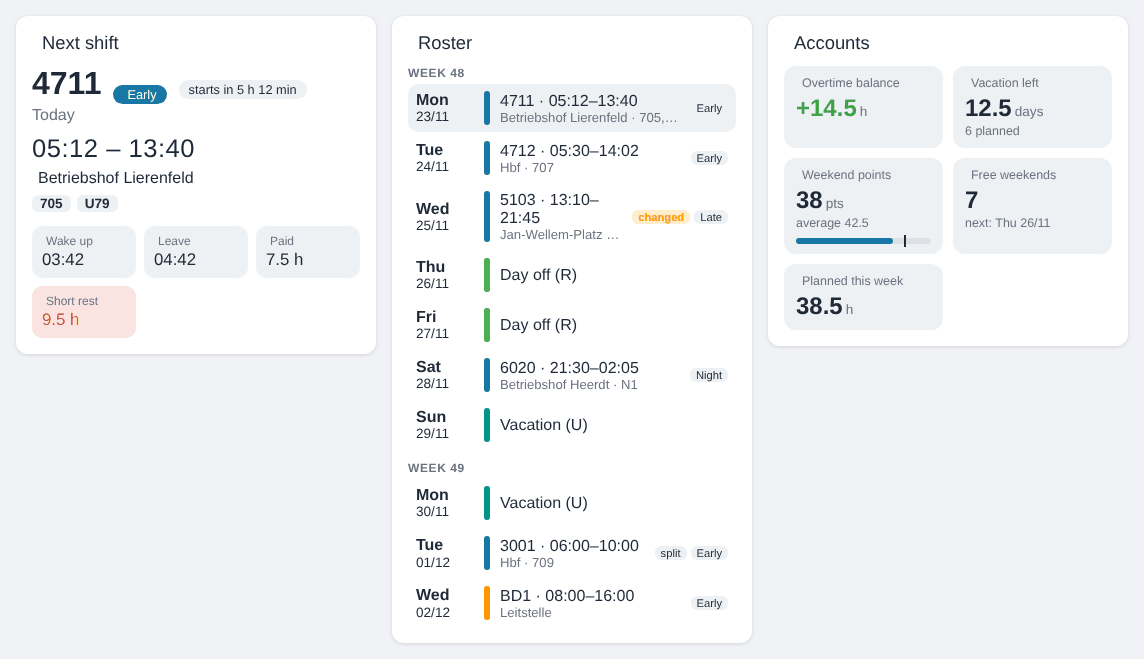 Next shift
4711 Early starts in 5 h 12 min
Today
05:12 – 13:40
Betriebshof Lierenfeld
705 U79
Wake up
03:42
Leave
04:42
Paid
7.5 h
Short rest
9.5 h
Roster
WEEK 48
Mon
23/11
4711 · 05:12–13:40
Betriebshof Lierenfeld · 705,…
Early
Tue
24/11
4712 · 05:30–14:02
Hbf · 707
Early
Wed
25/11
5103 · 13:10–
21:45
Jan-Wellem-Platz …
changed Late
Thu
26/11
Day off (R)
Fri
27/11
Day off (R)
Sat
28/11
6020 · 21:30–02:05
Betriebshof Heerdt · N1
Night
Sun
29/11
Vacation (U)
WEEK 49
Mon
30/11
Vacation (U)
Tue
01/12
3001 · 06:00–10:00
Hbf · 709
split Early
Wed
02/12
BD1 · 08:00–16:00
Leitstelle
Early
Accounts
Overtime balance
+14.5 h
Vacation left
12.5 days
6 planned
Weekend points
38 pts
average 42.5
Free weekends
7
next: Thu 26/11
Planned this week
38.5 h